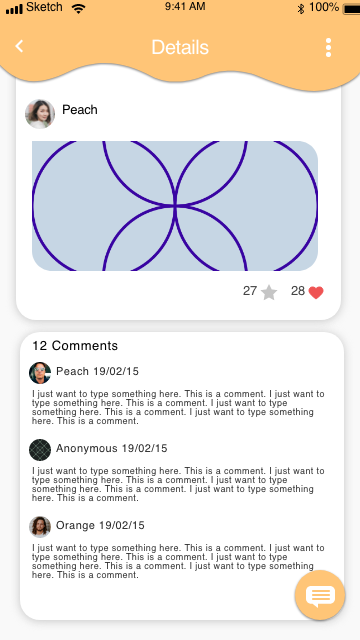 Sketch 9:41 AM 100%
Details
Peach
27 28
12 Comments
Peach 19/02/15
I just want to type something here. This is a comment. I just want to
type something here. This is a comment. I just want to type
something here. This is a comment. I just want to type something
here. This is a comment.
Anonymous 19/02/15
I just want to type something here. This is a comment. I just want to
type something here. This is a comment. I just want to type
something here. This is a comment. I just want to type something
here. This is a comment.
Orange 19/02/15
I just want to type something here. This is a comment. I just want to
type something here. This is a comment. I just want to type
something here. This is a comment. I just want to type something
here. This is a comment.